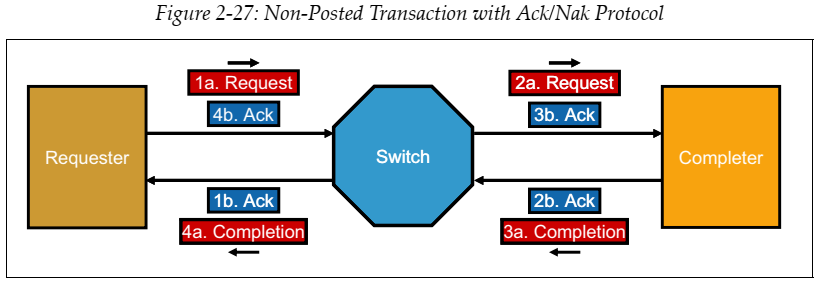 Figure 2-27: Non-Posted Transaction with Ack/Nak Protocol
1a. Request
2a. Request
4b. Ack
3b. Ack
Requester
Switch
Completer
1b. Ack
2b. Ack
4a. Completion
3a. Completion